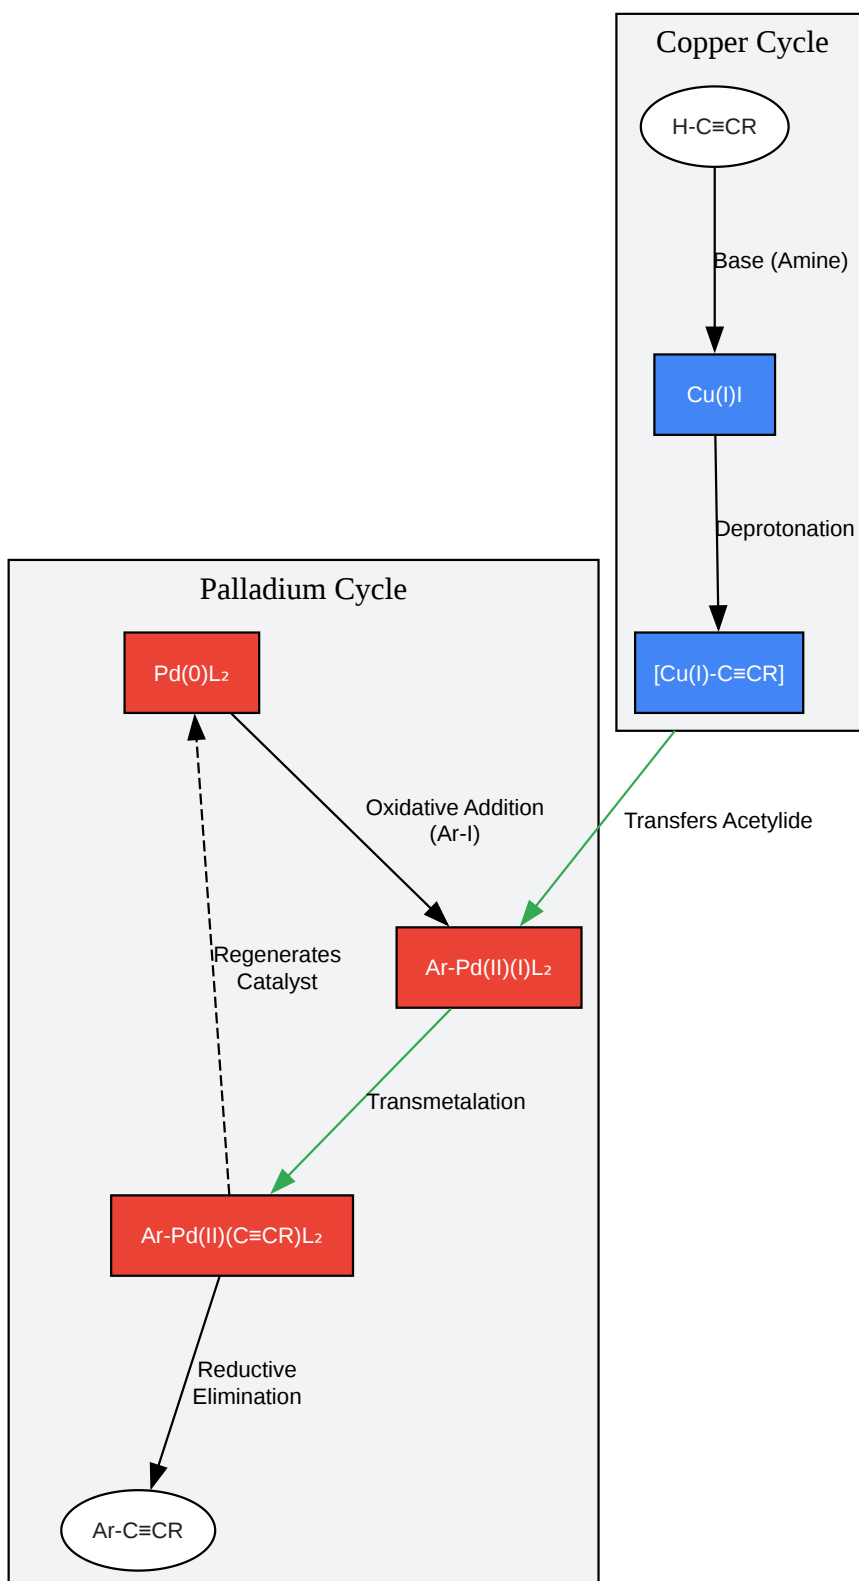 Copper Cycle
H-C≡CR
Base (Amine)
Cu(I)I
Deprotonation
[Cu(I)-C≡CR]
Transfers Acetylide
Palladium Cycle
Pd(0)L₂
Oxidative Addition
(Ar-I)
Ar-Pd(II)(I)L₂
Regenerates
Catalyst
Transmetalation
Ar-Pd(II)(C≡CR)L₂
Reductive
Elimination
Ar-C≡CR